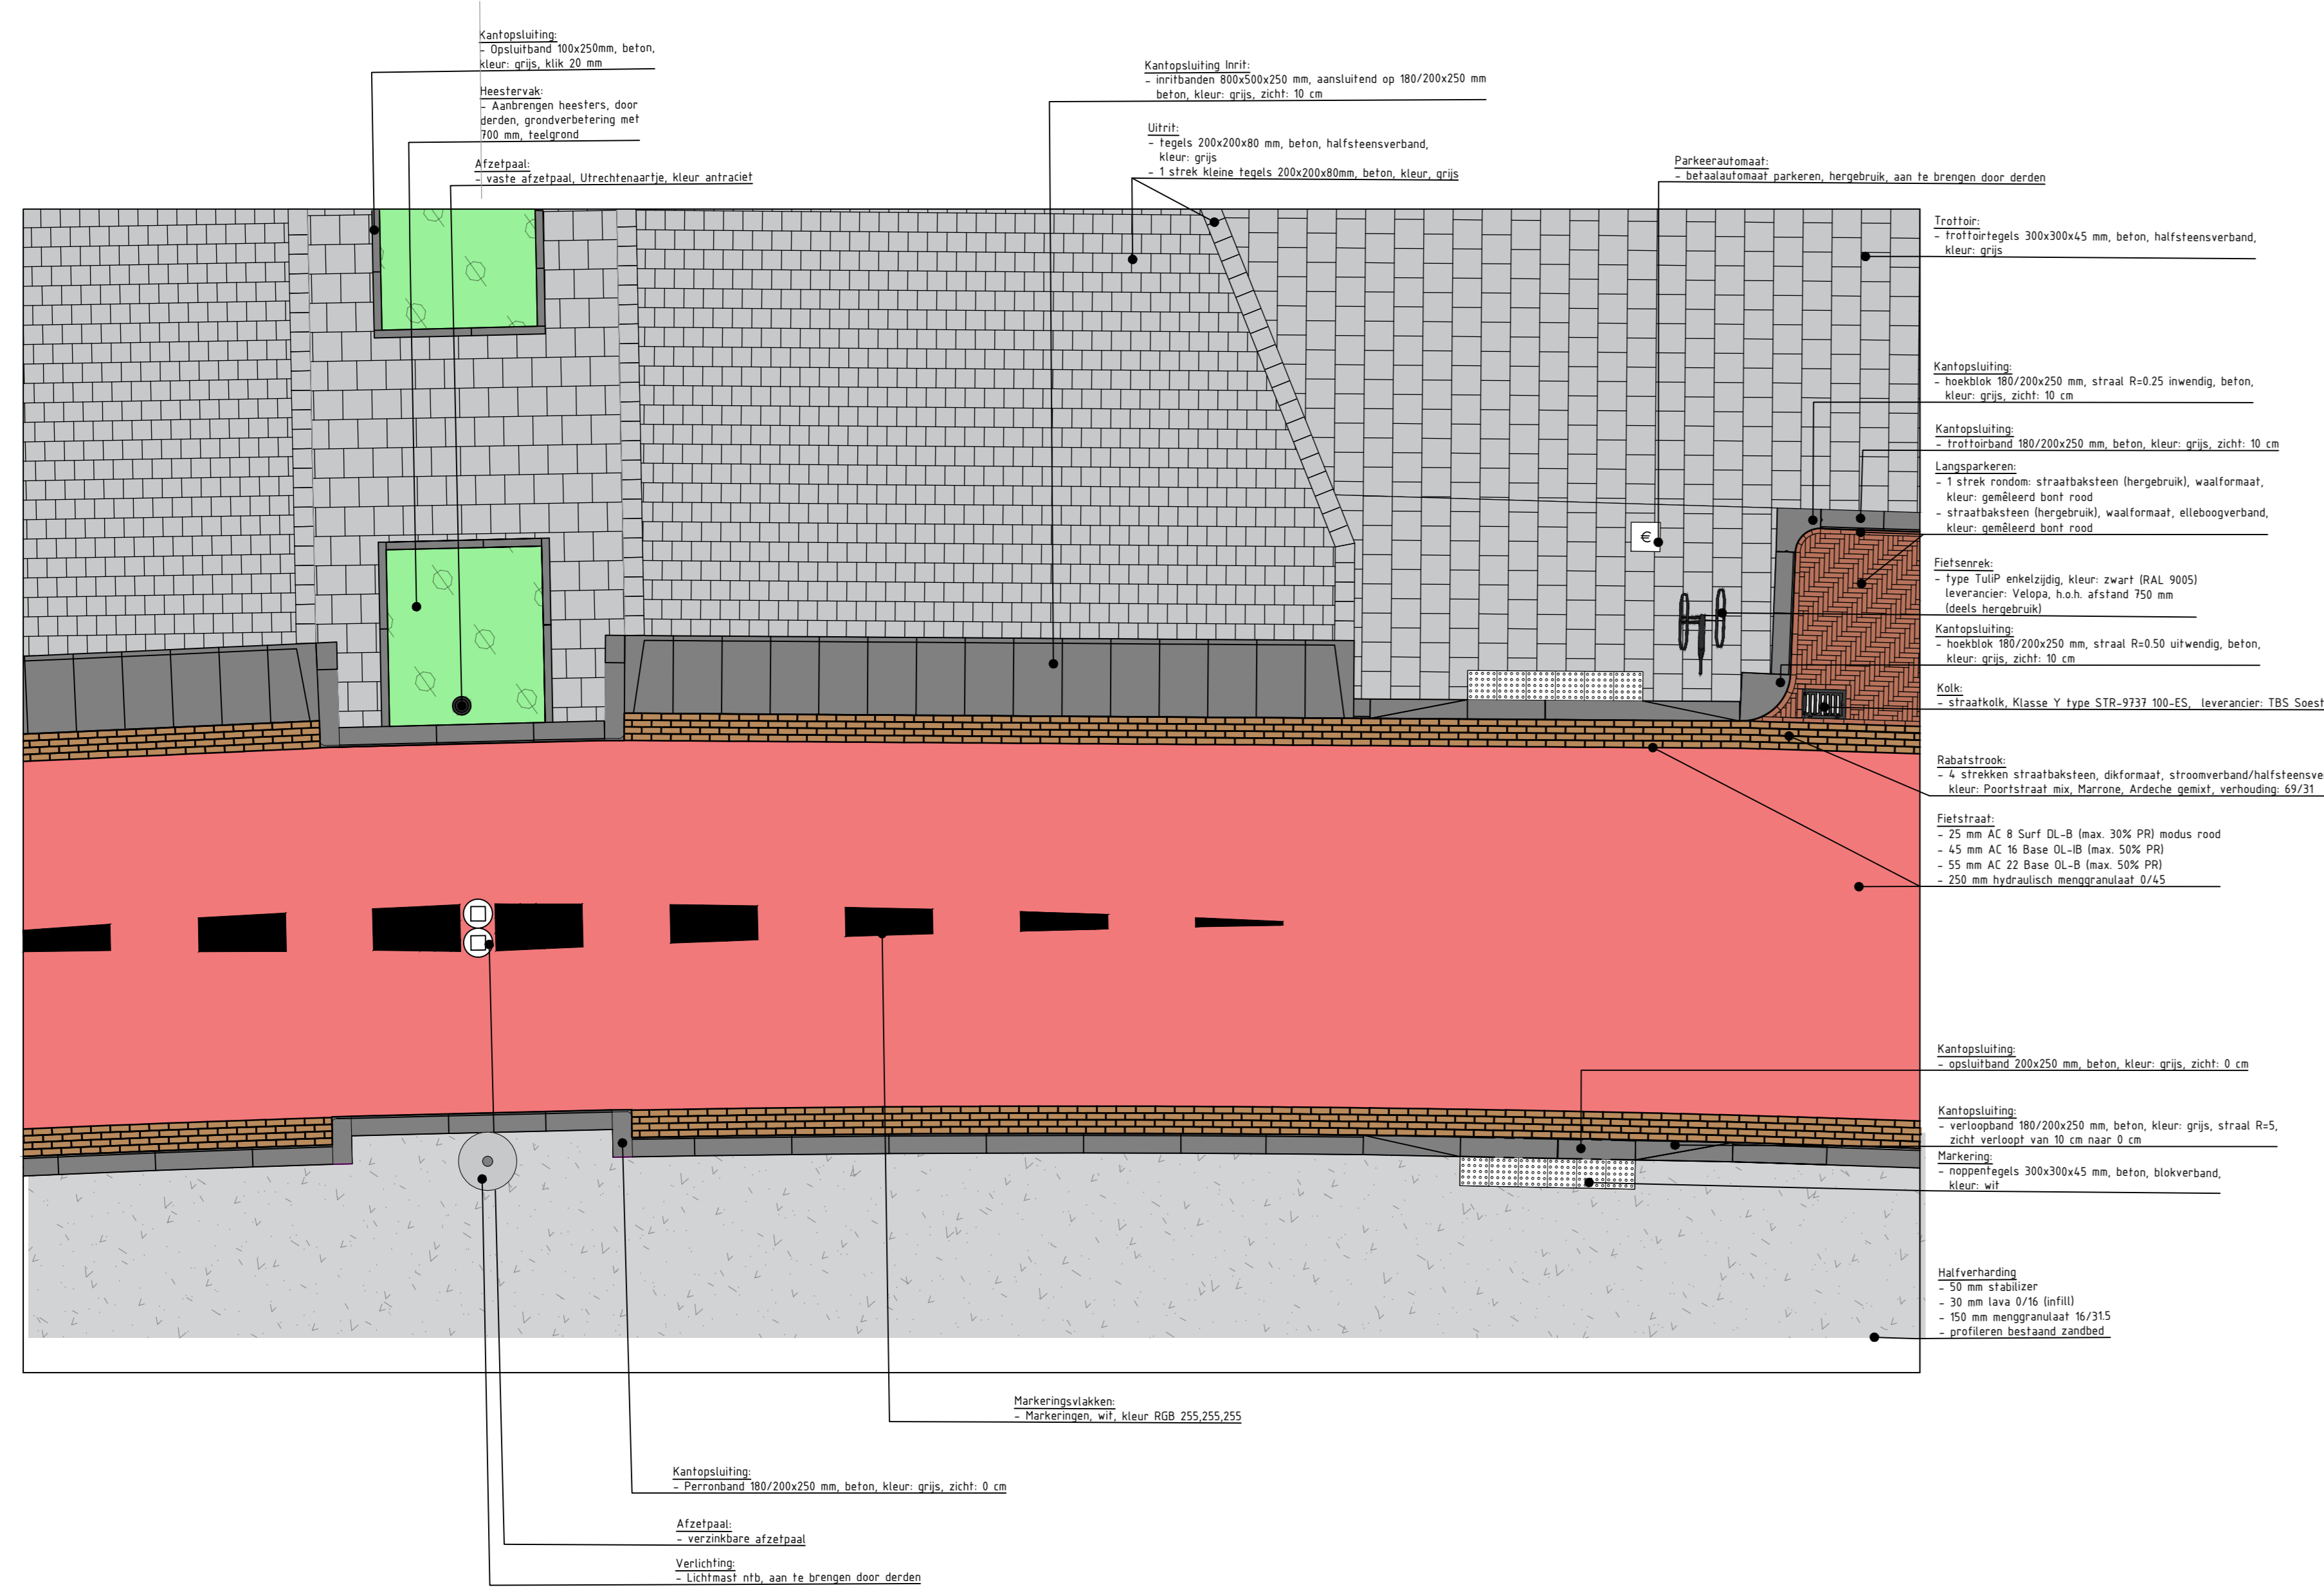 Kantopsluiting:
- Opsluitband 100x250mm, beton,
kleur: grijs, klik 20 mm
Heestervak:
- Aanbrengen heesters, door
derden, grondverbetering met
700 mm, teelgrond
Afzetpaal:
- vaste afzetpaal, Utrechtenaartje, kleur antraciet
Kantopsluiting Inrit:
- inritbanden 800x500x250 mm, aansluitend op 180/200x250 mm
beton, kleur: grijs, zicht: 10 cm
Uitrit:
- tegels 200x200x80 mm, beton, halfsteensverband,
kleur: grijs
- 1 strek kleine tegels 200x200x80mm, beton, kleur, grijs
Parkeerautomaat:
- betaalautomaat parkeren, hergebruik, aan te brengen door derden
Trottoir:
- trottoirtegels 300x300x45 mm, beton, halfsteensverband,
kleur: grijs
Kantopsluiting:
- hoekblok 180/200x250 mm, straal R=0.25 inwendig, beton,
kleur: grijs, zicht: 10 cm
Kantopsluiting:
- trottoirband 180/200x250 mm, beton, kleur: grijs, zicht: 10 cm
Langsparkeren:
- 1 strek rondom: straatbaksteen (hergebruik), waalformaat,
kleur: gemêleerd bont rood
- straatbaksteen (hergebruik), waalformaat, elleboogverband,
kleur: gemêleerd bont rood
€
Fietsenrek:
- type TuliP enkelzijdig, kleur: zwart (RAL 9005)
leverancier: Velopa, h.o.h. afstand 750 mm
(deels hergebruik)
Kantopsluiting:
- hoekblok 180/200x250 mm, straal R=0.50 uitwendig, beton,
kleur: grijs, zicht: 10 cm
Kolk:
- straatkolk, Klasse Y type STR-9737 100-ES, leverancier: TBS Soest
Rabatstrook:
- 4 strekken straatbaksteen, dikformaat, stroomverband/halfsteensve
kleur: Poortstraat mix, Marrone, Ardeche gemixt, verhouding: 69/31
Fietstraat:
- 25 mm AC 8 Surf DL-B (max. 30% PR) modus rood
- 45 mm AC 16 Base OL-IB (max. 50% PR)
- 55 mm AC 22 Base OL-B (max. 50% PR)
- 250 mm hydraulisch menggranulaat 0/45
Kantopsluiting:
- opsluitband 200x250 mm, beton, kleur: grijs, zicht: 0 cm
Kantopsluiting:
- verloopband 180/200x250 mm, beton, kleur: grijs, straal R=5,
zicht verloopt van 10 cm naar 0 cm
Markering:
- noppentegels 300x300x45 mm, beton, blokverband,
kleur: wit
Halfverharding
- 50 mm stabilizer
- 30 mm lava 0/16 (infill)
- 150 mm menggranulaat 16/31.5
- profileren bestaand zandbed
Markeringsvlakken:
- Markeringen, wit, kleur RGB 255,255,255
Kantopsluiting:
- Perronband 180/200x250 mm, beton, kleur: grijs, zicht: 0 cm
Afzetpaal:
- verzinkbare afzetpaal
Verlichting:
- Lichtmast ntb, aan te brengen door derden